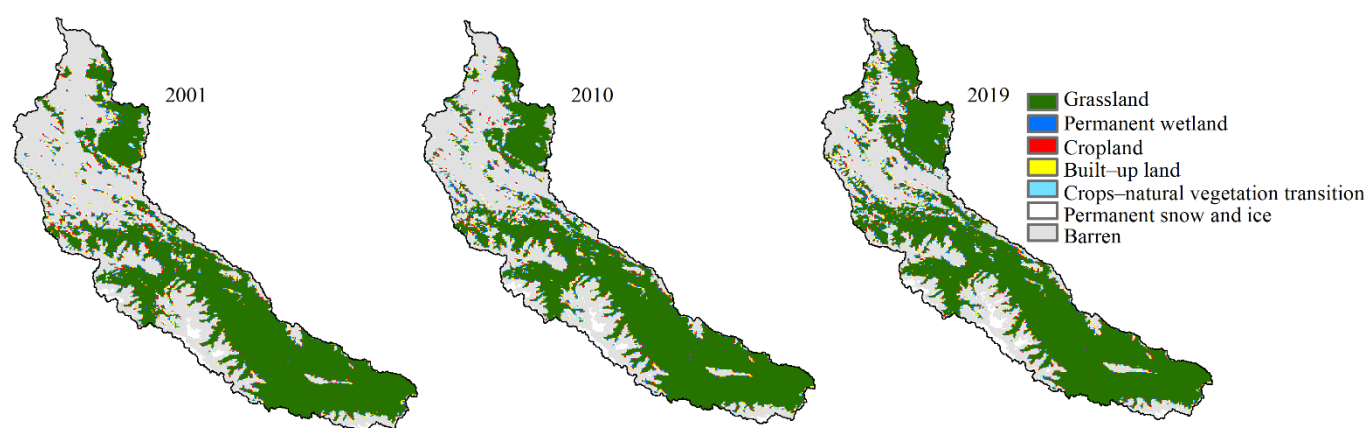 2001
2010
2019
Grassland
Permanent wetland
Cropland
Built–up land
Crops–natural vegetation transition
Permanent snow and ice
Barren